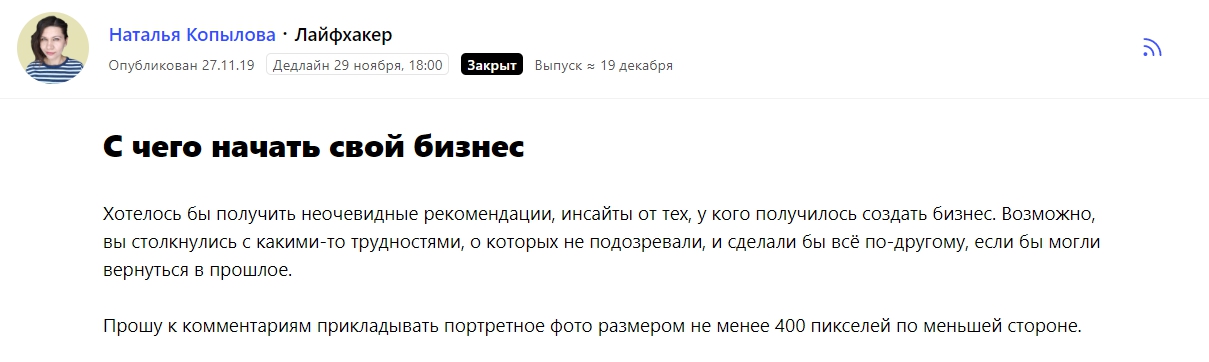 Наталья Копылова · Лайфхакер
Опубликован 27.11.19 Дедлайн 29 ноября, 18:00 Закрыт Выпуск ≈ 19 декабря
С чего начать свой бизнес
Хотелось бы получить неочевидные рекомендации, инсайты от тех, у кого получилось создать бизнес. Возможно,
вы столкнулись с какими-то трудностями, о которых не подозревали, и сделали бы всё по-другому, если бы могли
вернуться в прошлое.
Прошу к комментариям прикладывать портретное фото размером не менее 400 пикселей по меньшей стороне.